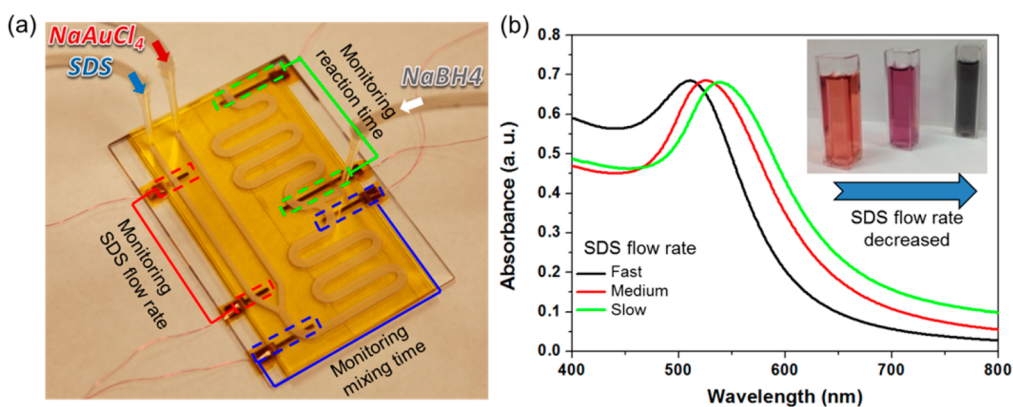 (a)
NaAuCl4
SDS
Monitoring
reaction time
NaBH4
Monitoring
SDS flow rate
Monitoring
mixing time
(b)
Absorbance (a. u.)
0.8
0.7
0.6
0.5
0.4
0.3
0.2
0.1
0.0
SDS flow rate
decreased
SDS flow rate
Fast
Medium
Slow
400
500
600
700
800
Wavelength (nm)